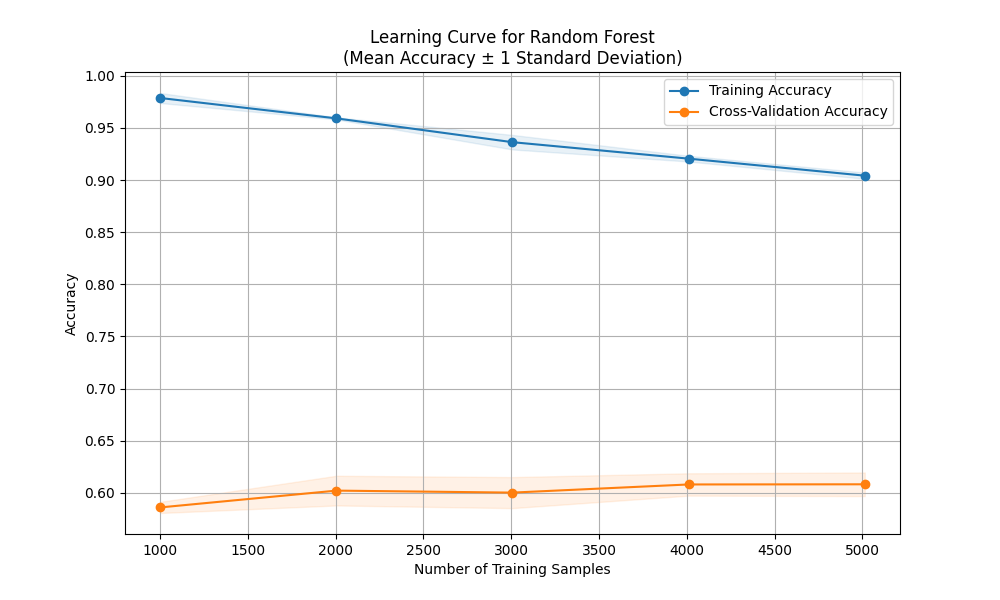 Learning Curve for Random Forest
(Mean Accuracy ± 1 Standard Deviation)
Training Accuracy
Cross-Validation Accuracy
Accuracy
1.00
0.95
0.90
0.85
0.80
0.75
0.70
0.65
0.60
1000 1500 2000 2500 3000 3500 4000 4500 5000
Number of Training Samples